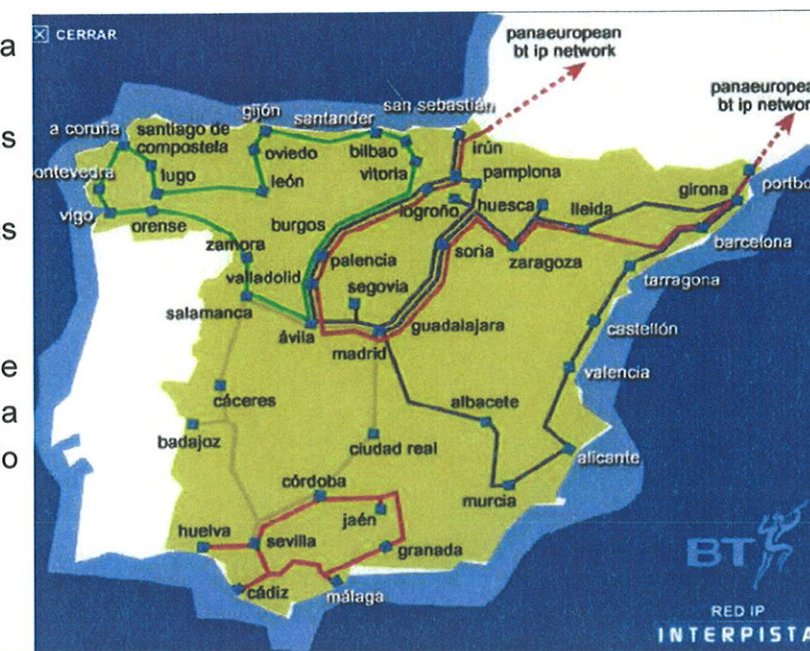 a
s
s
e
a
o
CERRAR
panaeuropean
bt ip network
panaeuropea
bt ip networ
san sebastián
gijón
santander
a coruña
santiago de
compostela
oviedo
bilbao
irún
vitoria
pamplona
ontevedra
lugo
león
girona
portbo
logroño
huesca
lleida
vigo
orense
burgos
barcelona
zamora
palencia
soria
zaragoza
valladolid
segovia
tarragona
salamanca
ávila
guadalajara
castellón
madrid
valencia
cáceres
albacete
badajoz
ciudad real
alicante
córdoba
murcia
jaén
huelva
sevilla
granada
BT
cádiz
málaga
RED IP
INTERPISTA